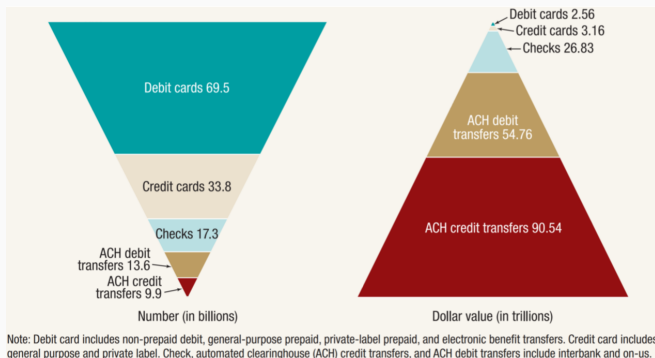 Debit cards 69.5
Credit cards 33.8
Checks 17.3
ACH debit
transfers 13.6
ACH credit
transfers 9.9
Number (in billions)
Debit cards 2.56
Credit cards 3.16
Checks 26.83
ACH debit
transfers 54.76
ACH credit transfers 90.54
Dollar value (in trillions)
Note: Debit card includes non-prepaid debit, general-purpose prepaid, private-label prepaid, and electronic benefit transfers. Credit card includes
general purpose and private label. Check, automated clearinghouse (ACH) credit transfers, and ACH debit transfers include interbank and on-us.